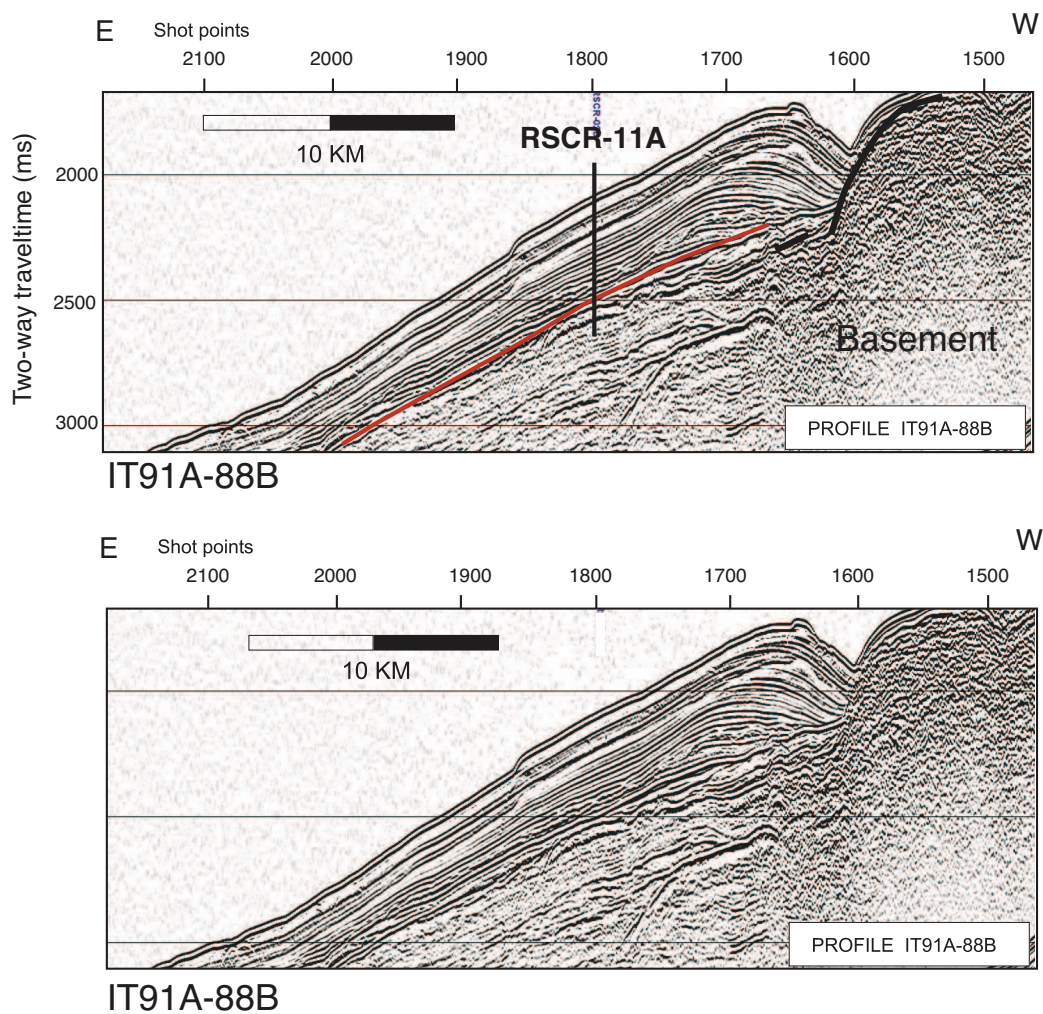 E Shot points W
2100 2000 1900 1800 1700 1600 1500
10 KM
RSCR-11A
Two-way traveltime (ms)
2000
2500
3000
Basement
PROFILE IT91A-88B
IT91A-88B
E Shot points W
2100 2000 1900 1800 1700 1600 1500
10 KM
PROFILE IT91A-88B
IT91A-88B